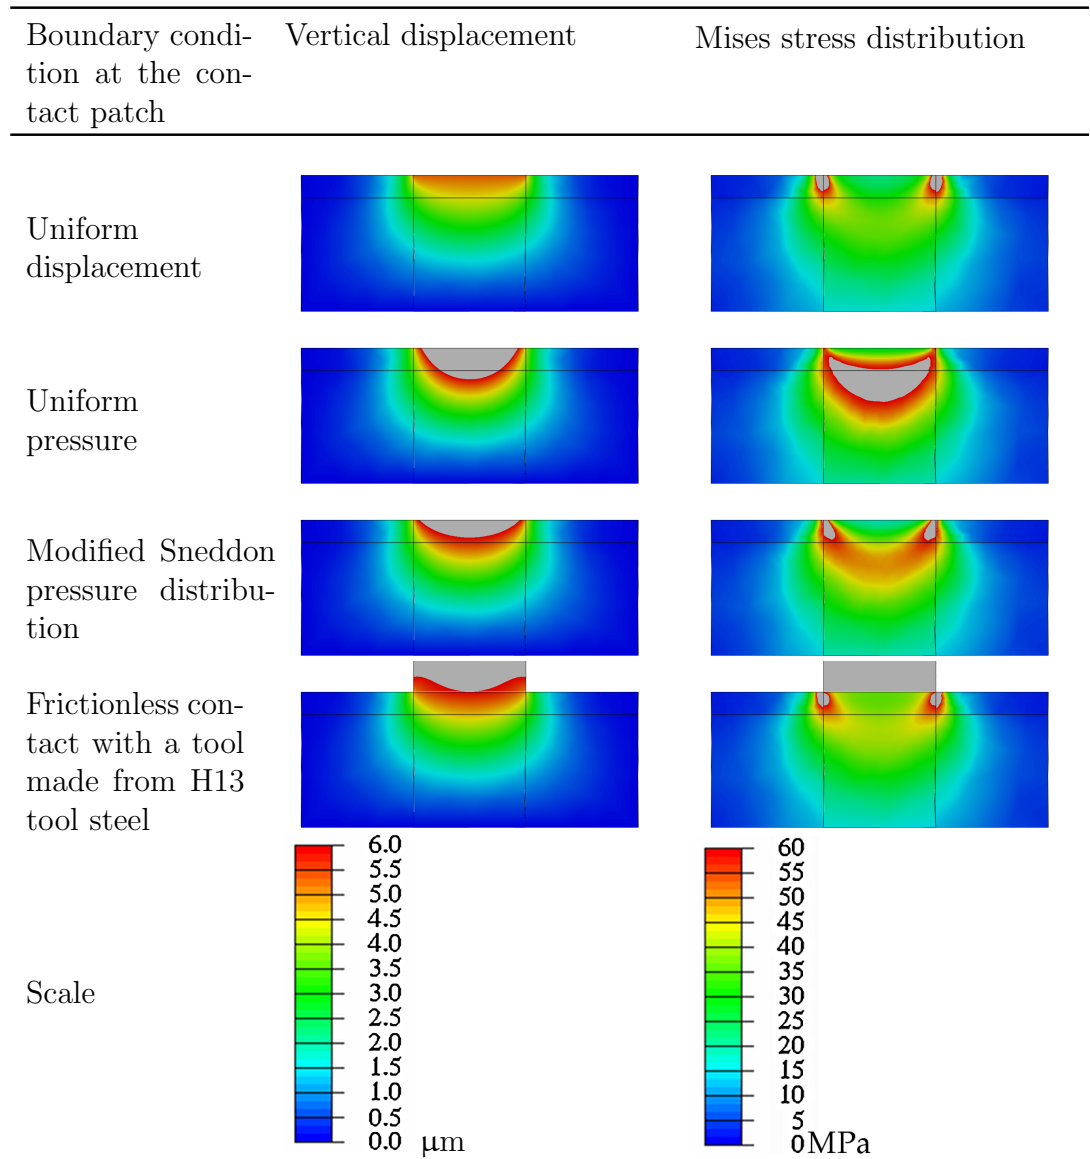 Boundary condi-
tion at the con-
tact patch
Vertical displacement
Mises stress distribution
Uniform
displacement
Uniform
pressure
Modified Sneddon
pressure distribu-
tion
Frictionless con-
tact with a tool
made from H13
tool steel
Scale
6.0
5.5
5.0
4.5
4.0
3.5
3.0
2.5
2.0
1.5
1.0
0.5
0.0 μm
60
55
50
45
40
35
30
25
20
15
10
5
0 MPa